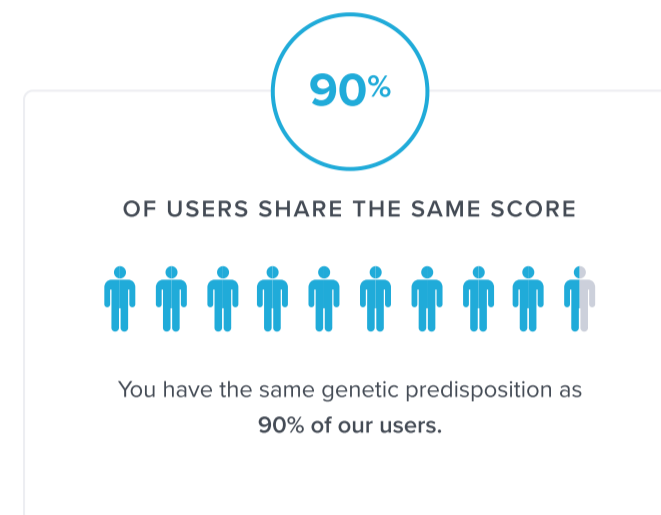 90%
OF USERS SHARE THE SAME SCORE
You have the same genetic predisposition as
90% of our users.